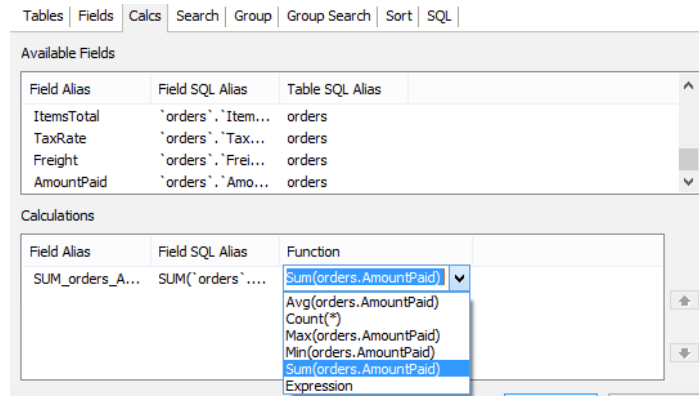 Tables Fields Calcs Search Group Group Search Sort SQL
Available Fields
Field Alias Field SQL Alias Table SQL Alias
ItemsTotal `orders`.`Item... orders
TaxRate `orders`.`Tax... orders
Freight `orders`.`Frei... orders
AmountPaid `orders`.`Amo... orders
Calculations
Field Alias Field SQL Alias Function
SUM_orders_A... SUM(`orders`.... Sum(orders.AmountPaid)
Avg(orders.AmountPaid)
Count(*)
Max(orders.AmountPaid)
Min(orders.AmountPaid)
Sum(orders.AmountPaid)
Expression